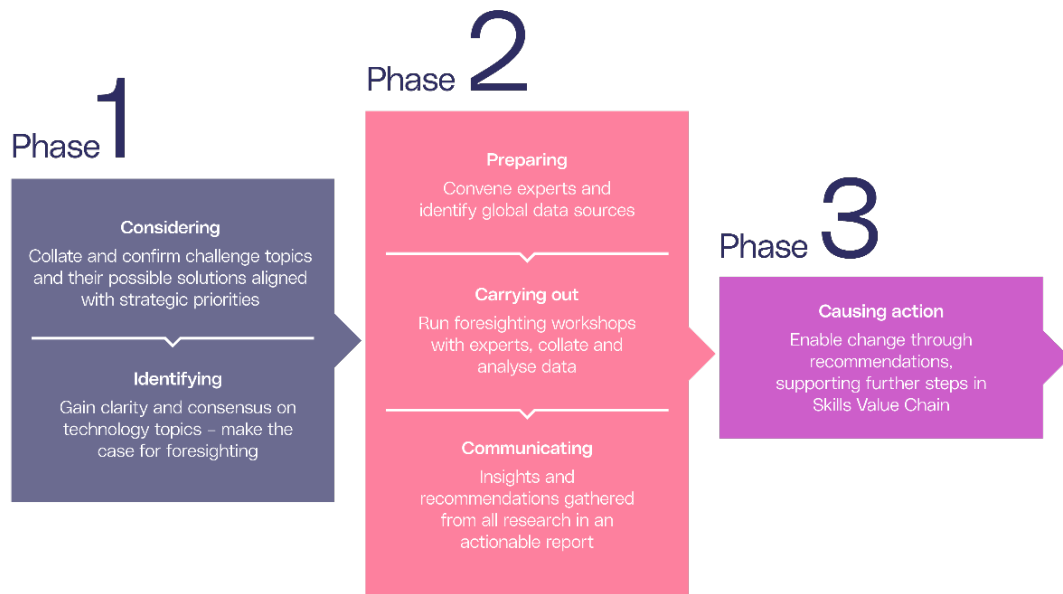 Phase 1
Considering
Collate and confirm challenge topics
and their possible solutions aligned
with strategic priorities
Identifying
Gain clarity and consensus on
technology topics – make the
case for foresighting
Phase 2
Preparing
Convene experts and
identify global data sources
Carrying out
Run foresighting workshops
with experts, collate and
analyse data
Communicating
Insights and
recommendations gathered
from all research in an
actionable report
Phase 3
Causing action
Enable change through
recommendations,
supporting further steps in
Skills Value Chain